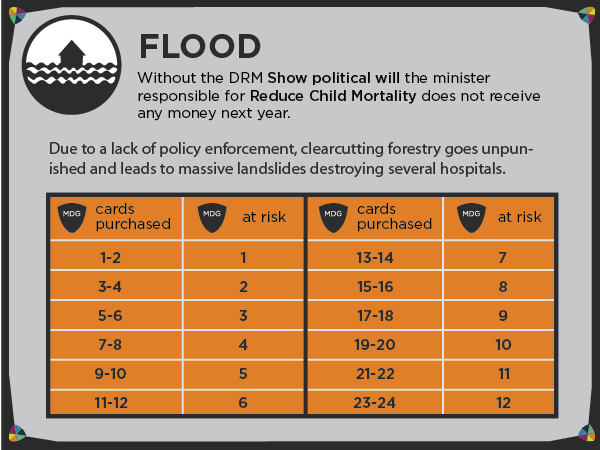 FLOOD
Without the DRM Show political will the minister
responsible for Reduce Child Mortality does not receive
any money next year.
Due to a lack of policy enforcement, clearcutting forestry goes unpun-
ished and leads to massive landslides destroying several hospitals.
MDG cards purchased MDG at risk MDG cards purchased MDG at risk
1-2 1 13-14 7
3-4 2 15-16 8
5-6 3 17-18 9
7-8 4 19-20 10
9-10 5 21-22 11
11-12 6 23-24 12